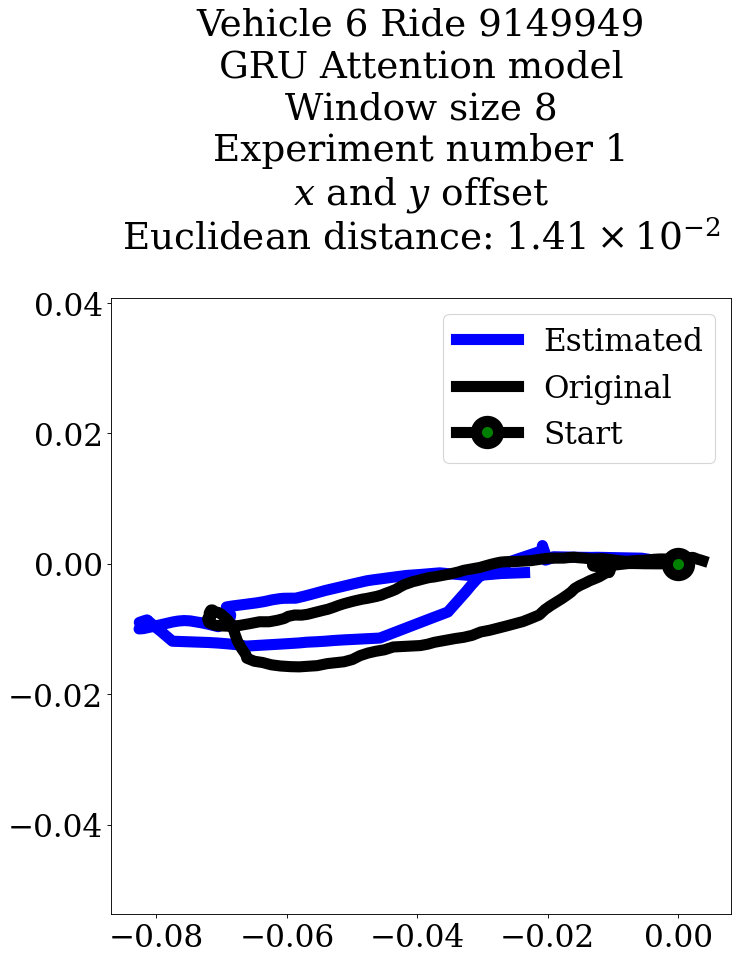 Vehicle 6 Ride 9149949
GRU Attention model
Window size 8
Experiment number 1
x and y offset
Euclidean distance: 1.41 × 10⁻²
Estimated
Original
Start
0.04
0.02
0.00
−0.02
−0.04
−0.08 −0.06 −0.04 −0.02 0.00